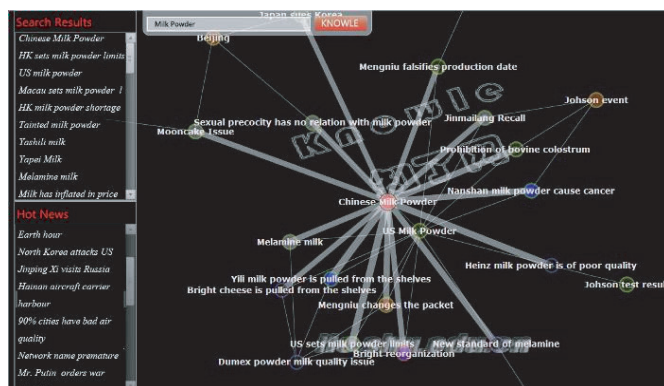 Search Results
Chinese Milk Powder
HK sets milk powder limits
US milk powder
Macau sets milk powder l
HK milk powder shortage
Tainted milk powder
Yashili milk
Yapei Milk
Melamine milk
Milk has inflated in price
Hot News
Earth hour
North Korea attacks US
Jinping Xi visits Russia
Hainan aircraft carrier
harbour
90% cities have bad air
quality
Network name premature
Mr. Putin orders war
Milk Powder
KNOWLE
Japan sites Korea
Beijing
Mengniu falsifies production date
Johson event
Mooncake Issue
Sexual precocity has no relation with milk powder
Jinmailang Recall
Knowle
Prohibition of bovine colostrum
Nanshan milk powder cause cancer
Chinese Milk Powder
US Milk Powder
Melamine milk
Heinz milk powder is of poor quality
Yili milk powder is pulled from the shelves
Bright cheese is pulled from the shelves
Johson test resul
Mengniu changes the packet
US sets milk powder limits
New standard of melamine
Bright reorganization
Dumex powder milk quality issue